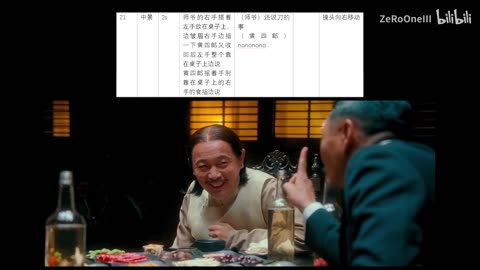 ZeRoOneIII bilibili
21 中景 2s 师爷的右手搭着 （师爷）还说刀的 镜头向右移动
左手放在桌子上， 事
边皱眉右手边指 （黄四郎）
一下黄四郎又收 nononono
回后左手整个靠
在桌子上边说
黄四郎摇着手肘
靠在桌子上的右
手的食指边说